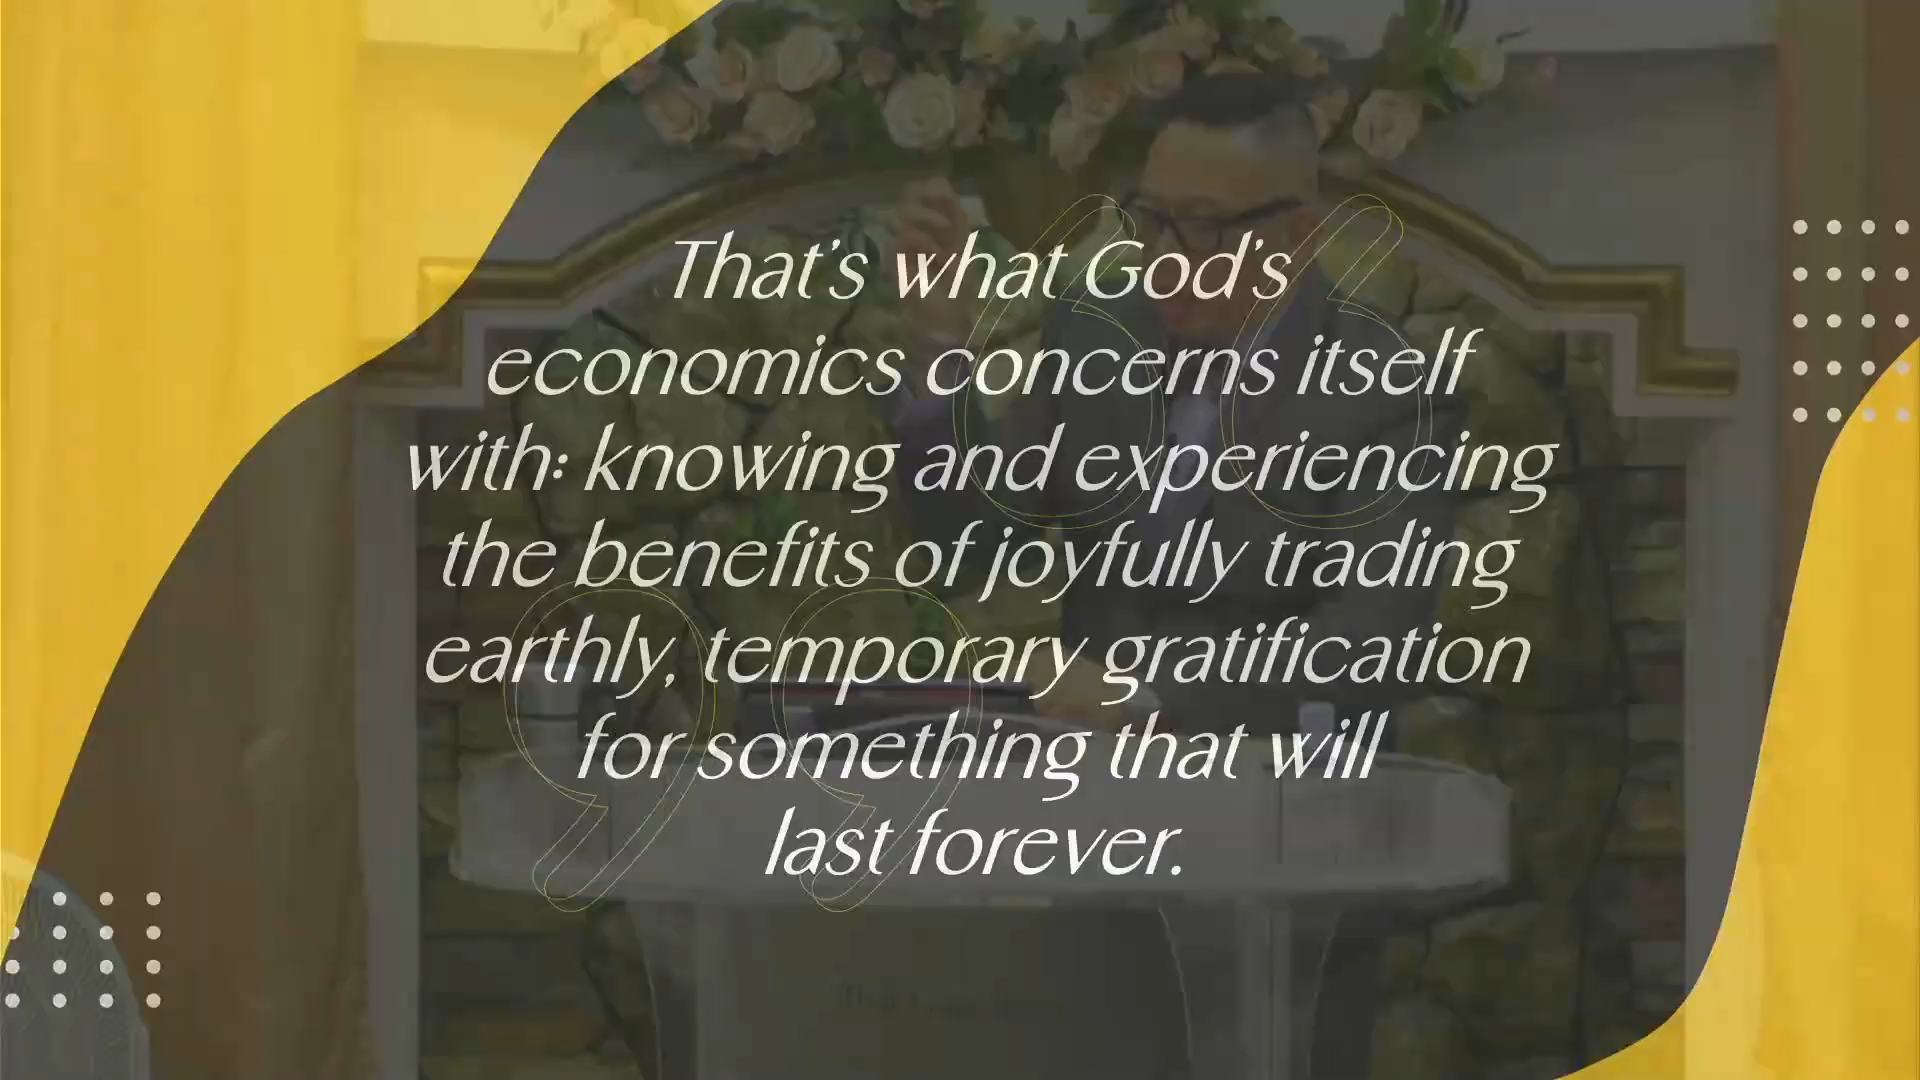 That's what God's
economics concerns itself
with: knowing and experiencing
the benefits of joyfully trading
earthly, temporary gratification
for something that will
last forever.